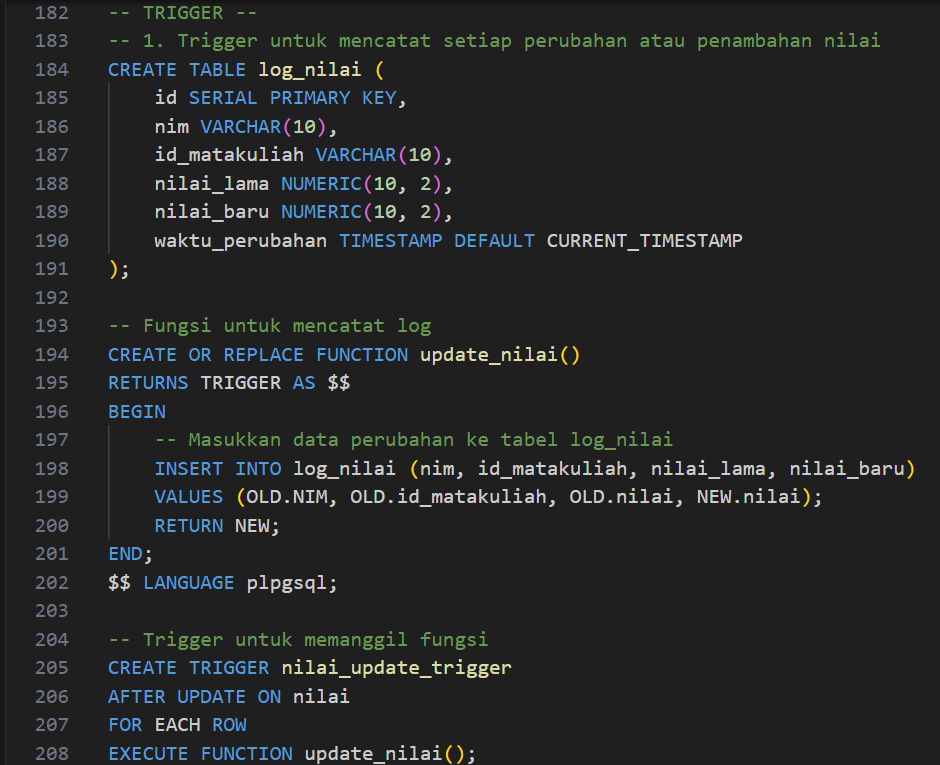 182 -- TRIGGER --
183 -- 1. Trigger untuk mencatat setiap perubahan atau penambahan nilai
184 CREATE TABLE log_nilai (
185     id SERIAL PRIMARY KEY,
186     nim VARCHAR(10),
187     id_matakuliah VARCHAR(10),
188     nilai_lama NUMERIC(10, 2),
189     nilai_baru NUMERIC(10, 2),
190     waktu_perubahan TIMESTAMP DEFAULT CURRENT_TIMESTAMP
191 );
192
193 -- Fungsi untuk mencatat log
194 CREATE OR REPLACE FUNCTION update_nilai()
195 RETURNS TRIGGER AS $$
196 BEGIN
197     -- Masukkan data perubahan ke tabel log_nilai
198     INSERT INTO log_nilai (nim, id_matakuliah, nilai_lama, nilai_baru)
199     VALUES (OLD.NIM, OLD.id_matakuliah, OLD.nilai, NEW.nilai);
200     RETURN NEW;
201 END;
202 $$ LANGUAGE plpgsql;
203
204 -- Trigger untuk memanggil fungsi
205 CREATE TRIGGER nilai_update_trigger
206 AFTER UPDATE ON nilai
207 FOR EACH ROW
208 EXECUTE FUNCTION update_nilai();